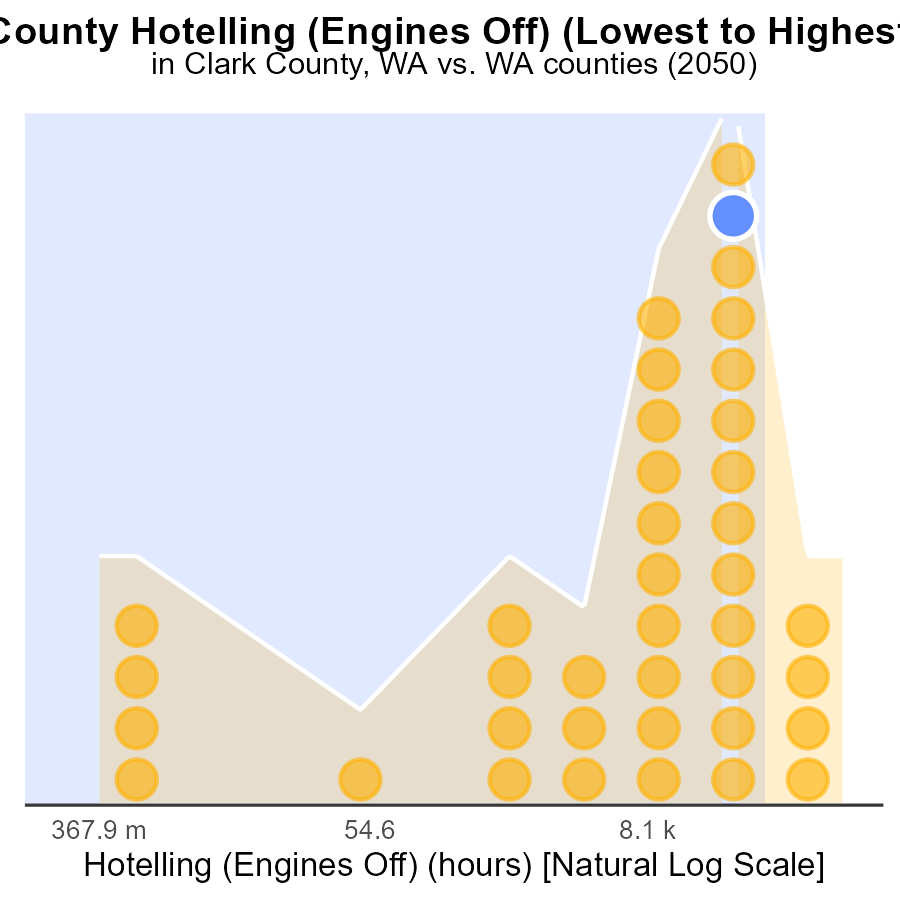 County Hotelling (Engines Off) (Lowest to Highest
in Clark County, WA vs. WA counties (2050)
367.9 m 54.6 8.1 k
Hotelling (Engines Off) (hours) [Natural Log Scale]